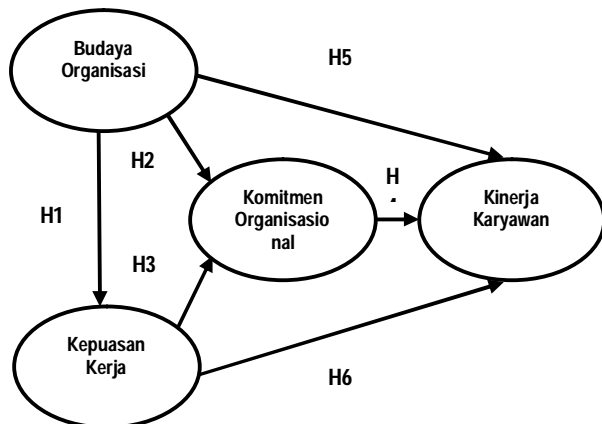 Budaya
Organisasi
H5
H2
H
Komitmen
Organisasio
nal
Kinerja
Karyawan
H1
H3
Kepuasan
Kerja
H6